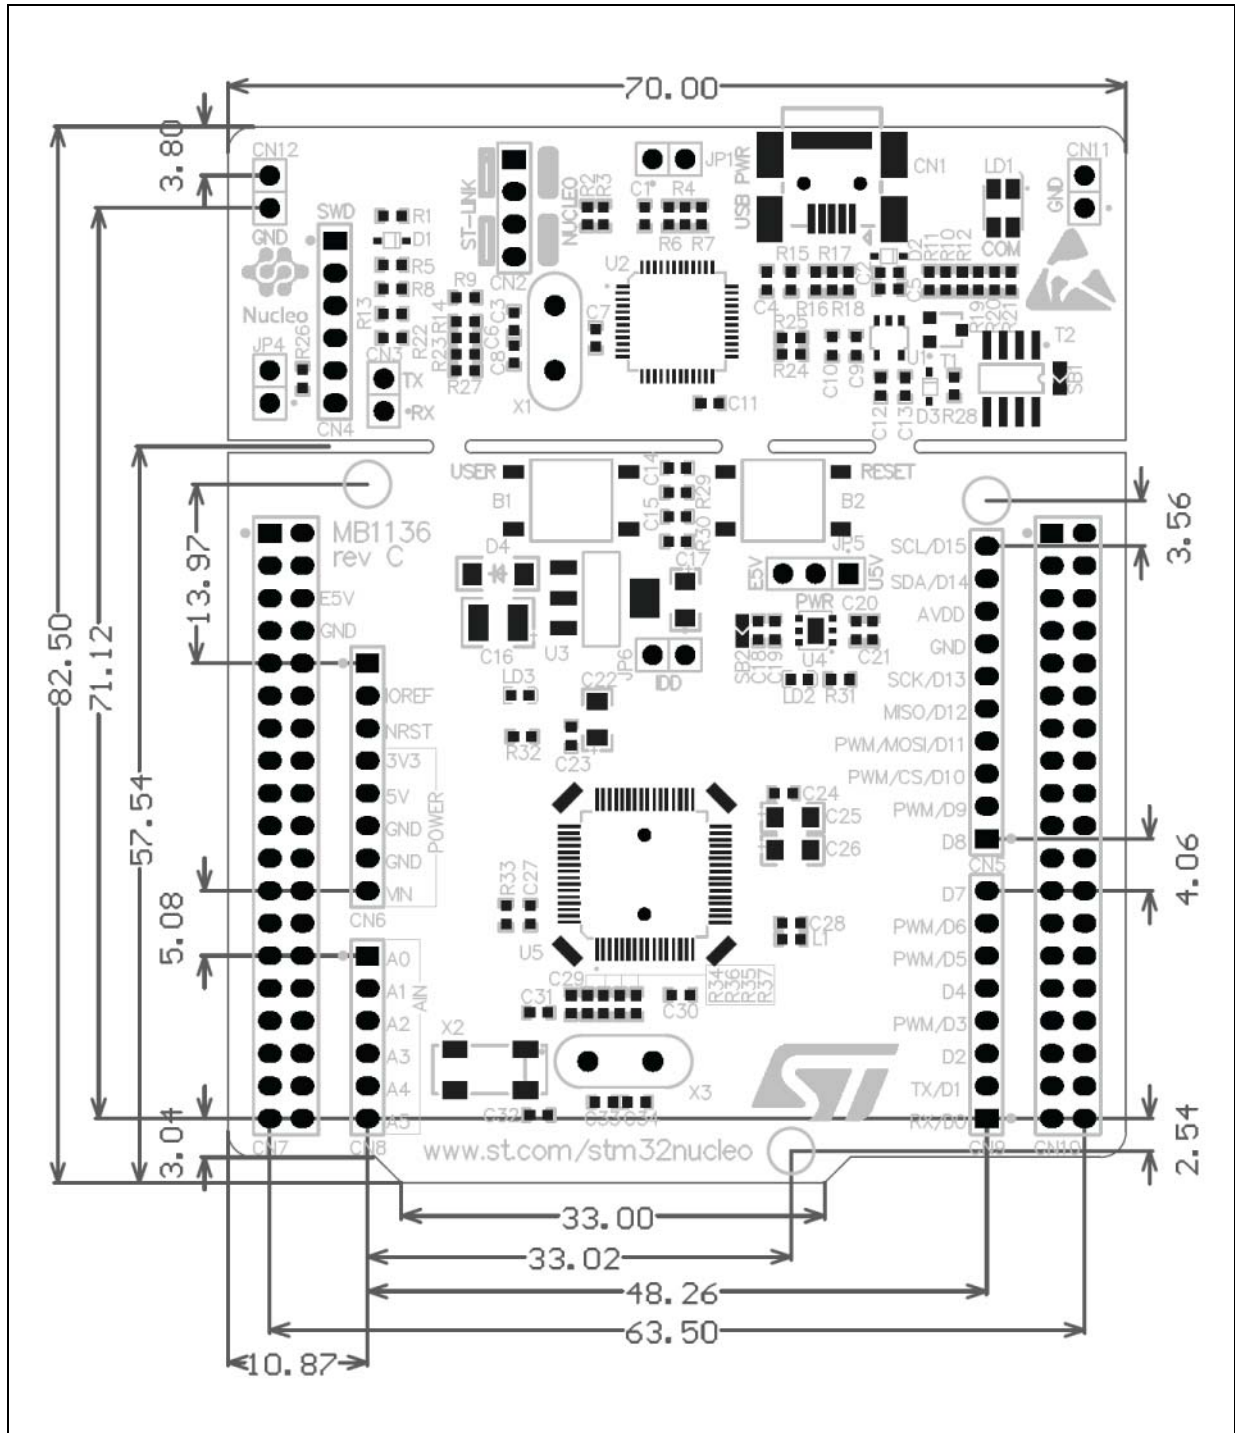 70.00
3.80
CN12
CN11
JP1
CN1
LD1
USB PWR
ST-LINK
NUCLEO
R2
R3
C1
R4
GND
SWD
R1
D1
GND
R6
R7
COM
R5
U2
R15
R17
C2
D2
R11
R10
R12
R8
R9
CN2
C4
C5
Nucleo
R13
R14
C3
C6
C7
R16
R18
R19
R20
R21
JP4
R26
CN3
R22
R23
C8
R25
R24
C10
C9
U1
T1
T2
SB1
TX
R27
X1
C11
RX
CN4
C12
C13
D3
R28
USER
B1
C14
R29
B2
RESET
3.56
C15
R30
MB1136
rev C
JP5
SCL/D15
D4
C17
E5V
U5V
SDA/D14
13.97
E5V
PWR
C20
AVDD
GND
C16
U3
JP6
IDD
SB2
C18
C19
U4
C21
GND
82.50
71.12
LD3
C22
LD2
R31
SCK/D13
IOREF
MISO/D12
NRST
R32
C23
PWM/MOSI/D11
3V3
PWM/CS/D10
57.54
5V
C24
PWM/D9
POWER
GND
C25
D8
GND
C26
CN5
4.06
VIN
R33
C27
D7
5.08
CN6
C28
PWM/D6
U5
L1
A0
C29
PWM/D5
AIN
A1
C31
C30
R34
R36
R35
R37
D4
A2
X2
PWM/D3
A3
ST
D2
A4
X3
TX/D1
3.04
A5
C32
C33
C34
RX/D0
2.54
CN7
CN8
www.st.com/stm32nucleo
CN9
CN10
33.00
33.02
48.26
63.50
10.87